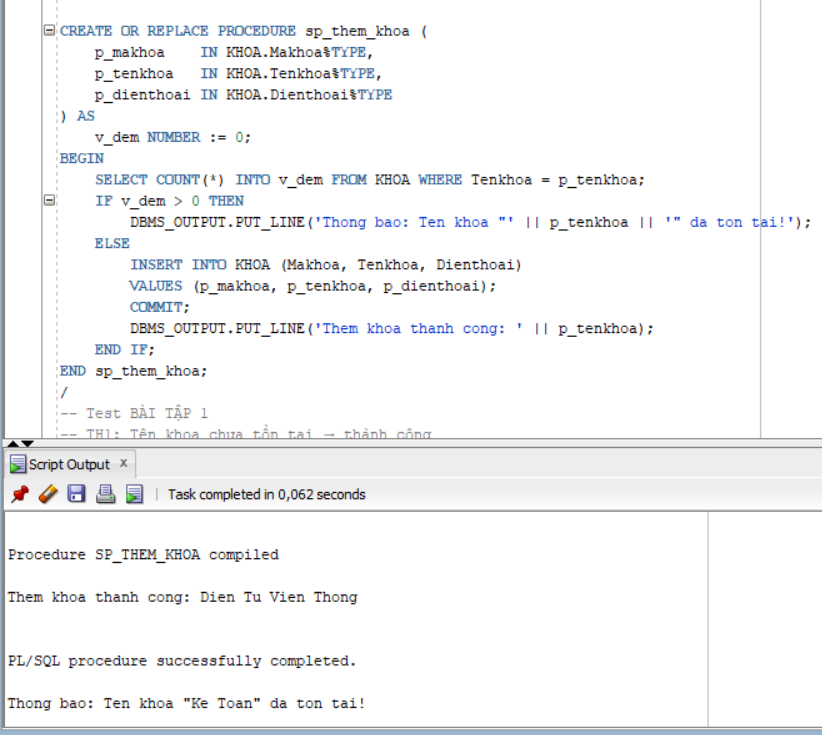 CREATE OR REPLACE PROCEDURE sp_them_khoa (
    p_makhoa    IN KHOA.Makhoa%TYPE,
    p_tenkhoa   IN KHOA.Tenkhoa%TYPE,
    p_dienthoai IN KHOA.Dienthoai%TYPE
) AS
    v_dem NUMBER := 0;
BEGIN
    SELECT COUNT(*) INTO v_dem FROM KHOA WHERE Tenkhoa = p_tenkhoa;
    IF v_dem > 0 THEN
        DBMS_OUTPUT.PUT_LINE('Thong bao: Ten khoa "' || p_tenkhoa || '" da ton tai!');
    ELSE
        INSERT INTO KHOA (Makhoa, Tenkhoa, Dienthoai)
        VALUES (p_makhoa, p_tenkhoa, p_dienthoai);
        COMMIT;
        DBMS_OUTPUT.PUT_LINE('Them khoa thanh cong: ' || p_tenkhoa);
    END IF;
END sp_them_khoa;
/
-- Test BÀI TẬP 1
-- TH1: Tên khoa chưa tồn tại → thành công
Script Output x
Task completed in 0,062 seconds
Procedure SP_THEM_KHOA compiled
Them khoa thanh cong: Dien Tu Vien Thong
PL/SQL procedure successfully completed.
Thong bao: Ten khoa "Ke Toan" da ton tai!